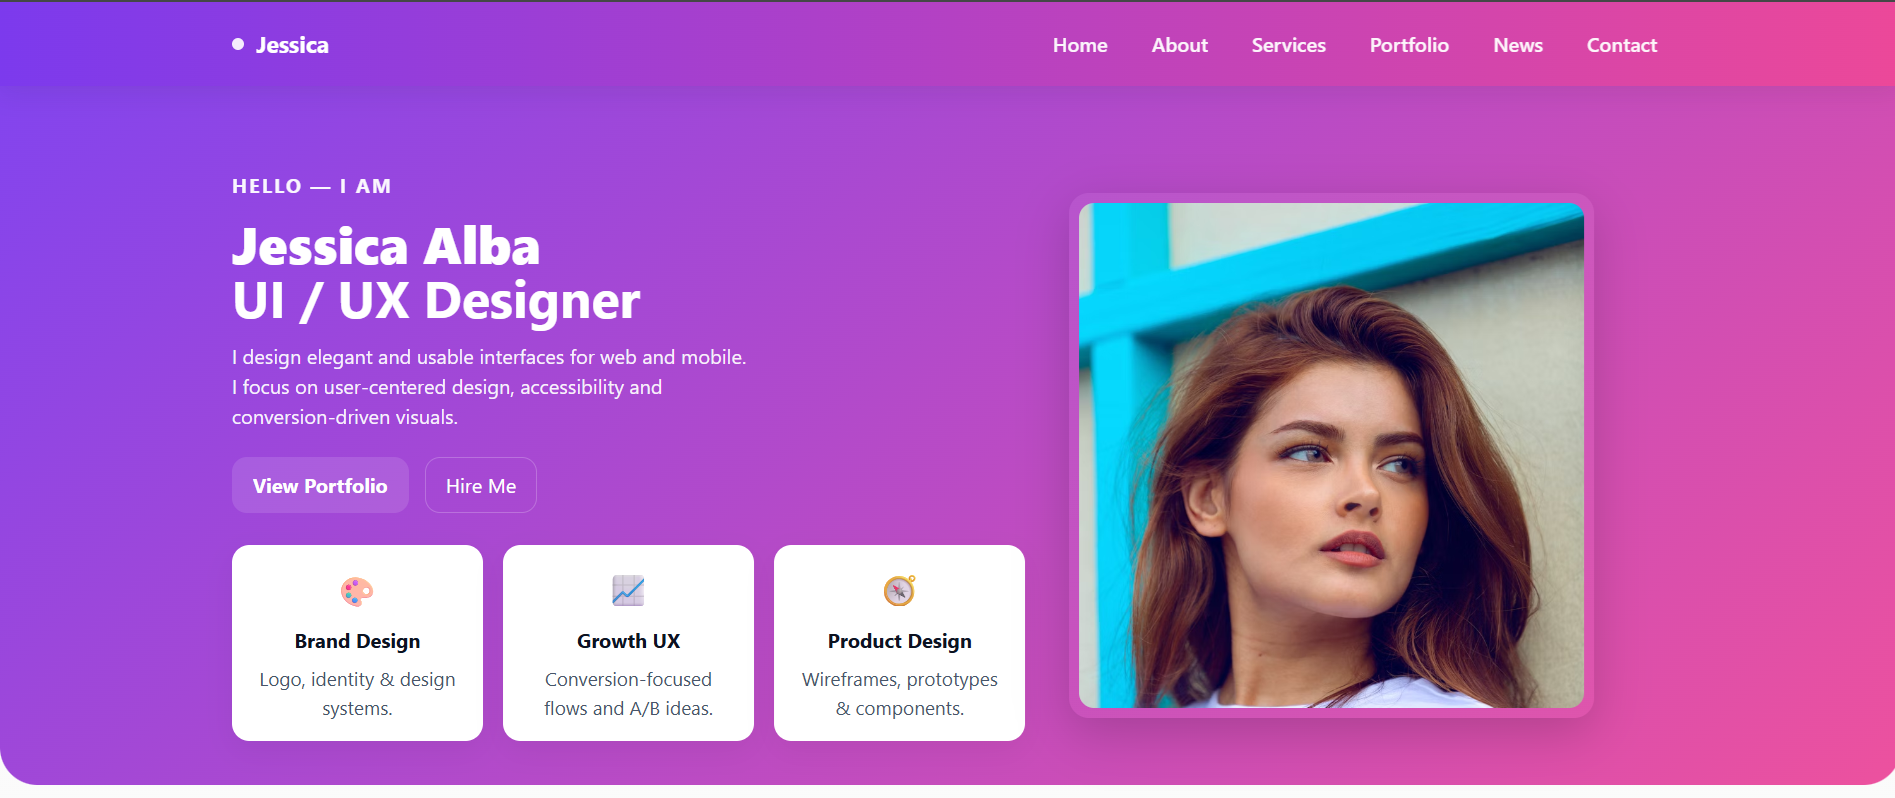 Jessica
Home About Services Portfolio News Contact
HELLO — I AM
Jessica Alba
UI / UX Designer
I design elegant and usable interfaces for web and mobile.
I focus on user-centered design, accessibility and
conversion-driven visuals.
View Portfolio Hire Me
Brand Design
Logo, identity & design
systems.
Growth UX
Conversion-focused
flows and A/B ideas.
Product Design
Wireframes, prototypes
& components.